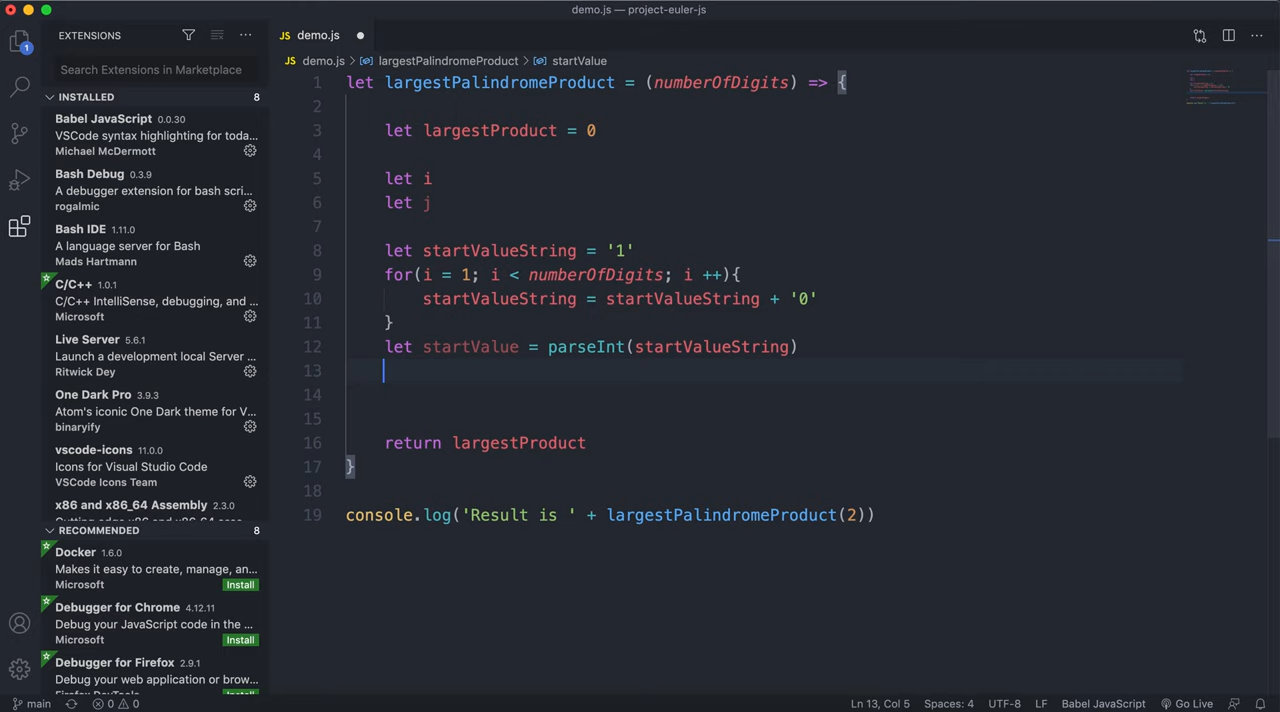 demo.js — project-euler-js
EXTENSIONS
Search Extensions in Marketplace
INSTALLED 8
Babel JavaScript 0.0.30
VSCode syntax highlighting for toda...
Michael McDermott
Bash Debug 0.3.9
A debugger extension for bash scri...
rogalmic
Bash IDE 1.11.0
A language server for Bash
Mads Hartmann
C/C++ 1.0.1
C/C++ IntelliSense, debugging, and ...
Microsoft
Live Server 5.6.1
Launch a development local Server ...
Ritwick Dey
One Dark Pro 3.9.3
Atom's iconic One Dark theme for V...
binaryify
vscode-icons 11.0.0
Icons for Visual Studio Code
VSCode Icons Team
x86 and x86_64 Assembly 2.3.0
RECOMMENDED 8
Docker 1.6.0
Makes it easy to create, manage, an...
Microsoft Install
Debugger for Chrome 4.12.11
Debug your JavaScript code in the ...
Microsoft Install
Debugger for Firefox 2.9.1
Debug your web application or brow...
1
JS demo.js
JS demo.js > largestPalindromeProduct > startValue
1 let largestPalindromeProduct = (numberOfDigits) => {
2
3 let largestProduct = 0
4
5 let i
6 let j
7
8 let startValueString = '1'
9 for(i = 1; i < numberOfDigits; i ++){
10 startValueString = startValueString + '0'
11 }
12 let startValue = parseInt(startValueString)
13
14
15
16 return largestProduct
17 }
18
19 console.log('Result is ' + largestPalindromeProduct(2))
main 0 0 Ln 13, Col 5 Spaces: 4 UTF-8 LF Babel JavaScript Go Live